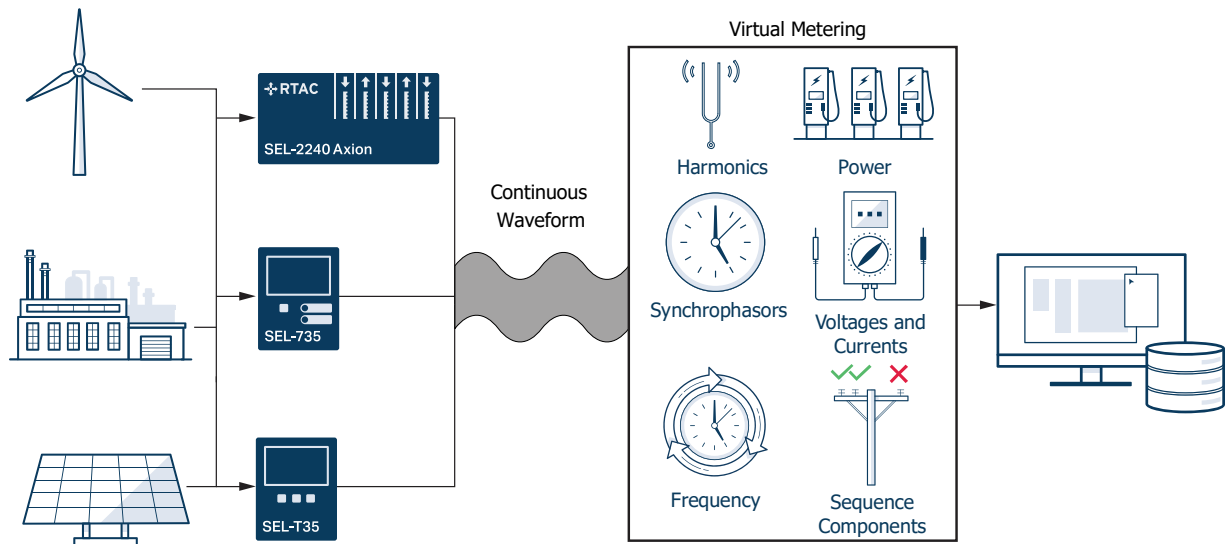 Virtual Metering
RTAC
SEL-2240 Axion
Continuous
Waveform
SEL-735
SEL-T35
Harmonics
Power
Synchrophasors
Voltages and
Currents
Frequency
Sequence
Components